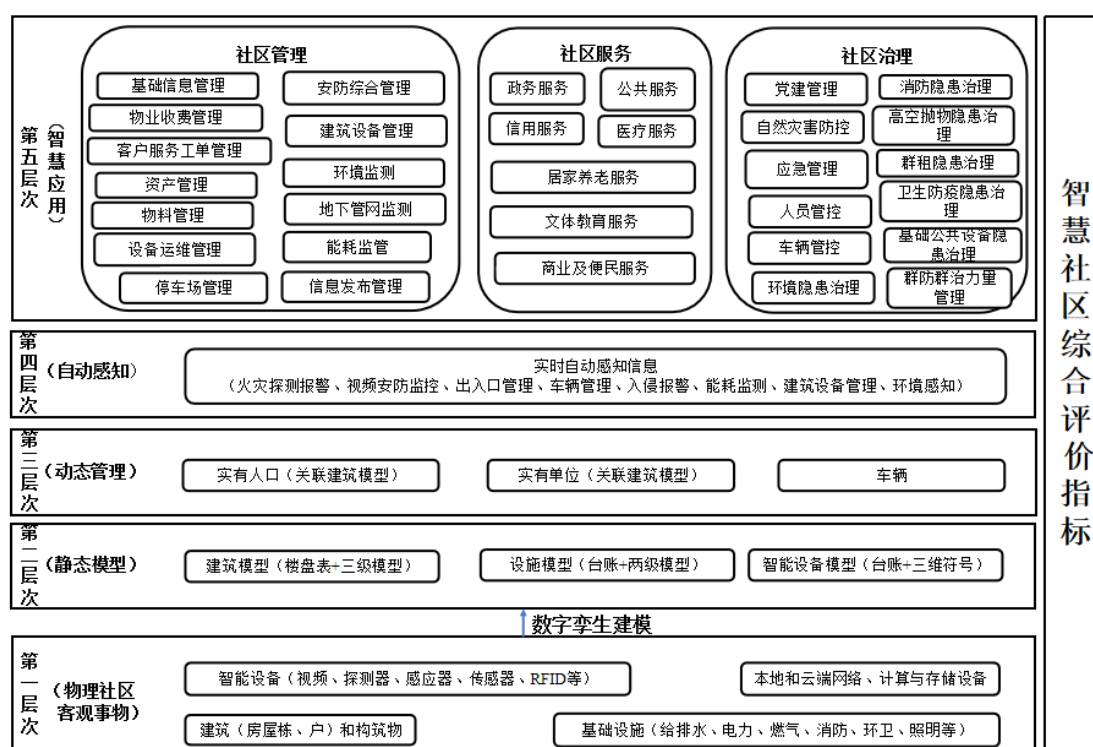 第五层次
（智慧应用）
社区管理
基础信息管理
物业收费管理
客户服务工单管理
资产管理
物料管理
设备运维管理
停车场管理
安防综合管理
建筑设备管理
环境监测
地下管网监测
能耗监管
信息发布管理
社区服务
政务服务
公共服务
信用服务
医疗服务
居家养老服务
文体教育服务
商业及便民服务
社区治理
党建管理
自然灾害防控
应急管理
人员管控
车辆管控
环境隐患治理
消防隐患治理
高空抛物隐患治
理
群租隐患治理
卫生防疫隐患治
理
基础公共设备隐
患治理
群防群治力量
管理
第四层次
（自动感知）
实时自动感知信息
（火灾探测报警、视频安防监控、出入口管理、车辆管理、入侵报警、能耗监测、建筑设备管理、环境感知）
第三层次
（动态管理）
实有人口（关联建筑模型）
实有单位（关联建筑模型）
车辆
第二层次
（静态模型）
建筑模型（楼盘表+三级模型）
设施模型（台账+两级模型）
智能设备模型（台账+三维符号）
数字孪生建模
第一层次
（物理社区
客观事物）
智能设备（视频、探测器、感应器、传感器、RFID等）
本地和云端网络、计算与存储设备
建筑（房屋栋、户）和构筑物
基础设施（给排水、电力、燃气、消防、环卫、照明等）
智慧社区综合评价指标